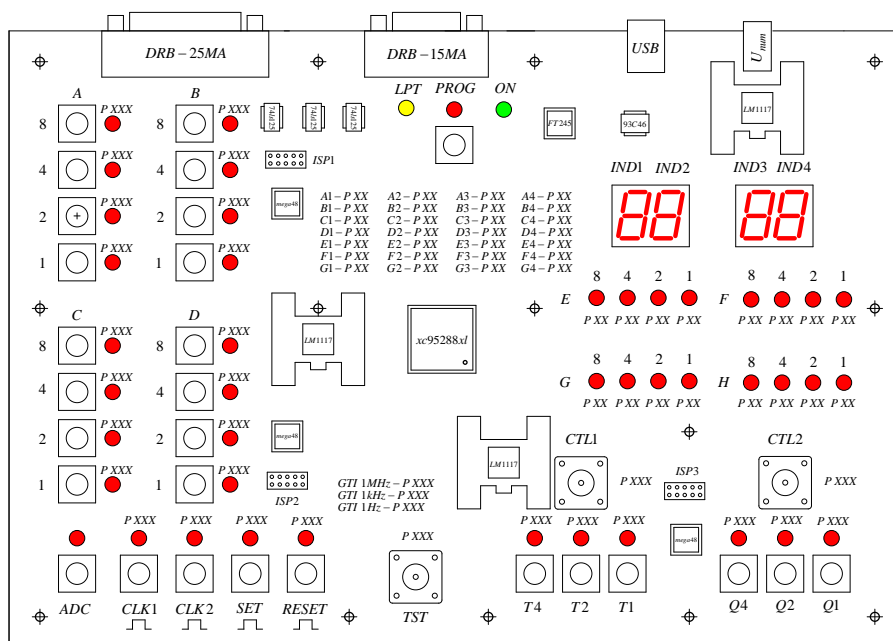 DRB-25MA DRB-15MA USB Unum
A B LPT PROG ON
P XXX P XXX
8 8 74ls125 74ls125 74ls125 FT245 93C46 LM1117
P XXX P XXX
4 4 ISP1
IND1 IND2 IND3 IND4
P XXX P XXX
2 2 mega48
88 88
A1-P XX A2-P XX A3-P XX A4-P XX
B1-P XX B2-P XX B3-P XX B4-P XX
C1-P XX C2-P XX C3-P XX C4-P XX
D1-P XX D2-P XX D3-P XX D4-P XX
E1-P XX E2-P XX E3-P XX E4-P XX
F1-P XX F2-P XX F3-P XX F4-P XX
G1-P XX G2-P XX G3-P XX G4-P XX
P XXX P XXX
1 1
8 4 2 1 8 4 2 1
E F
P XX P XX P XX P XX P XX P XX P XX P XX
C D
P XXX P XXX
8 8 LM1117 xc95288xl
8 4 2 1 8 4 2 1
P XXX P XXX
4 4
G H
P XX P XX P XX P XX P XX P XX P XX P XX
P XXX P XXX
2 2 mega48
CTL1 CTL2
P XXX P XXX
1 1 ISP2
LM1117 P XXX ISP3 P XXX
GTI 1MHz-P XXX
GTI 1kHz-P XXX
GTI 1Hz-P XXX
P XXX P XXX P XXX P XXX P XXX P XXX P XXX P XXX P XXX P XXX P XXX
mega48
ADC CLK1 CLK2 SET RESET TST T4 T2 T1 Q4 Q2 Q1